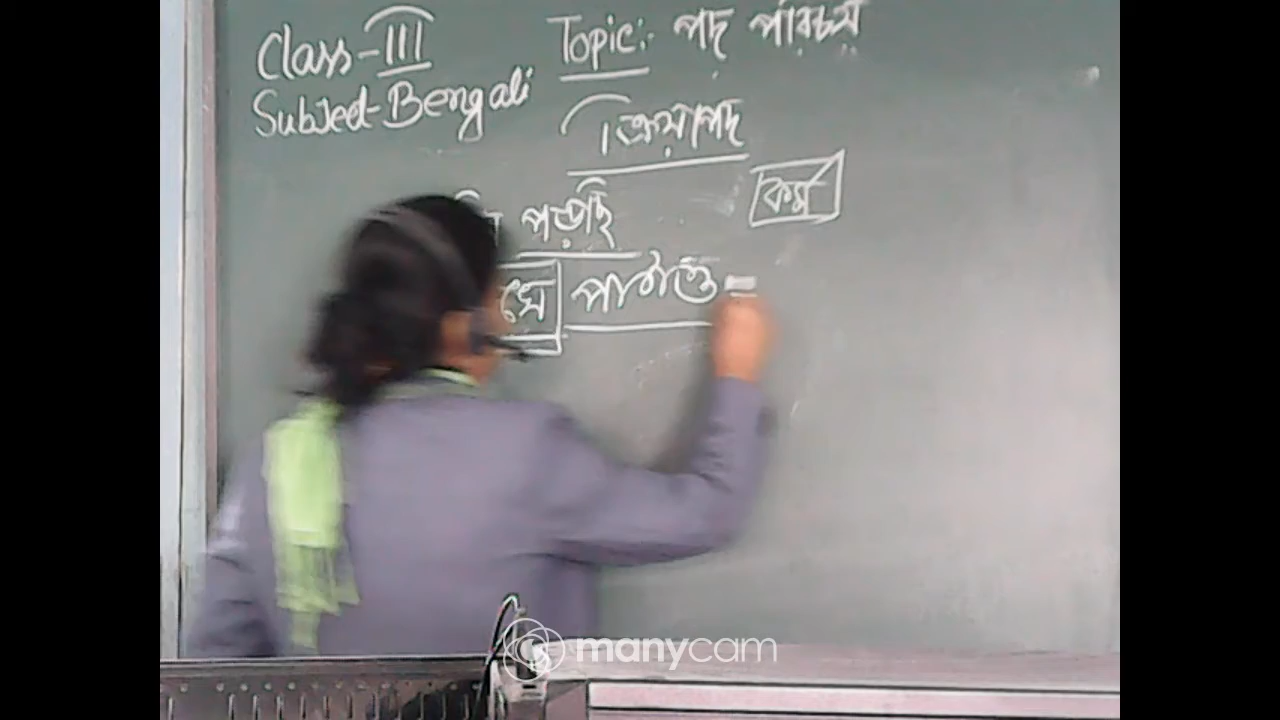 Class-III Topic:- পদ পরিচয়
Subject-Bengali
ক্রিয়াপদ
কর্ম
পড়ছি
manycam